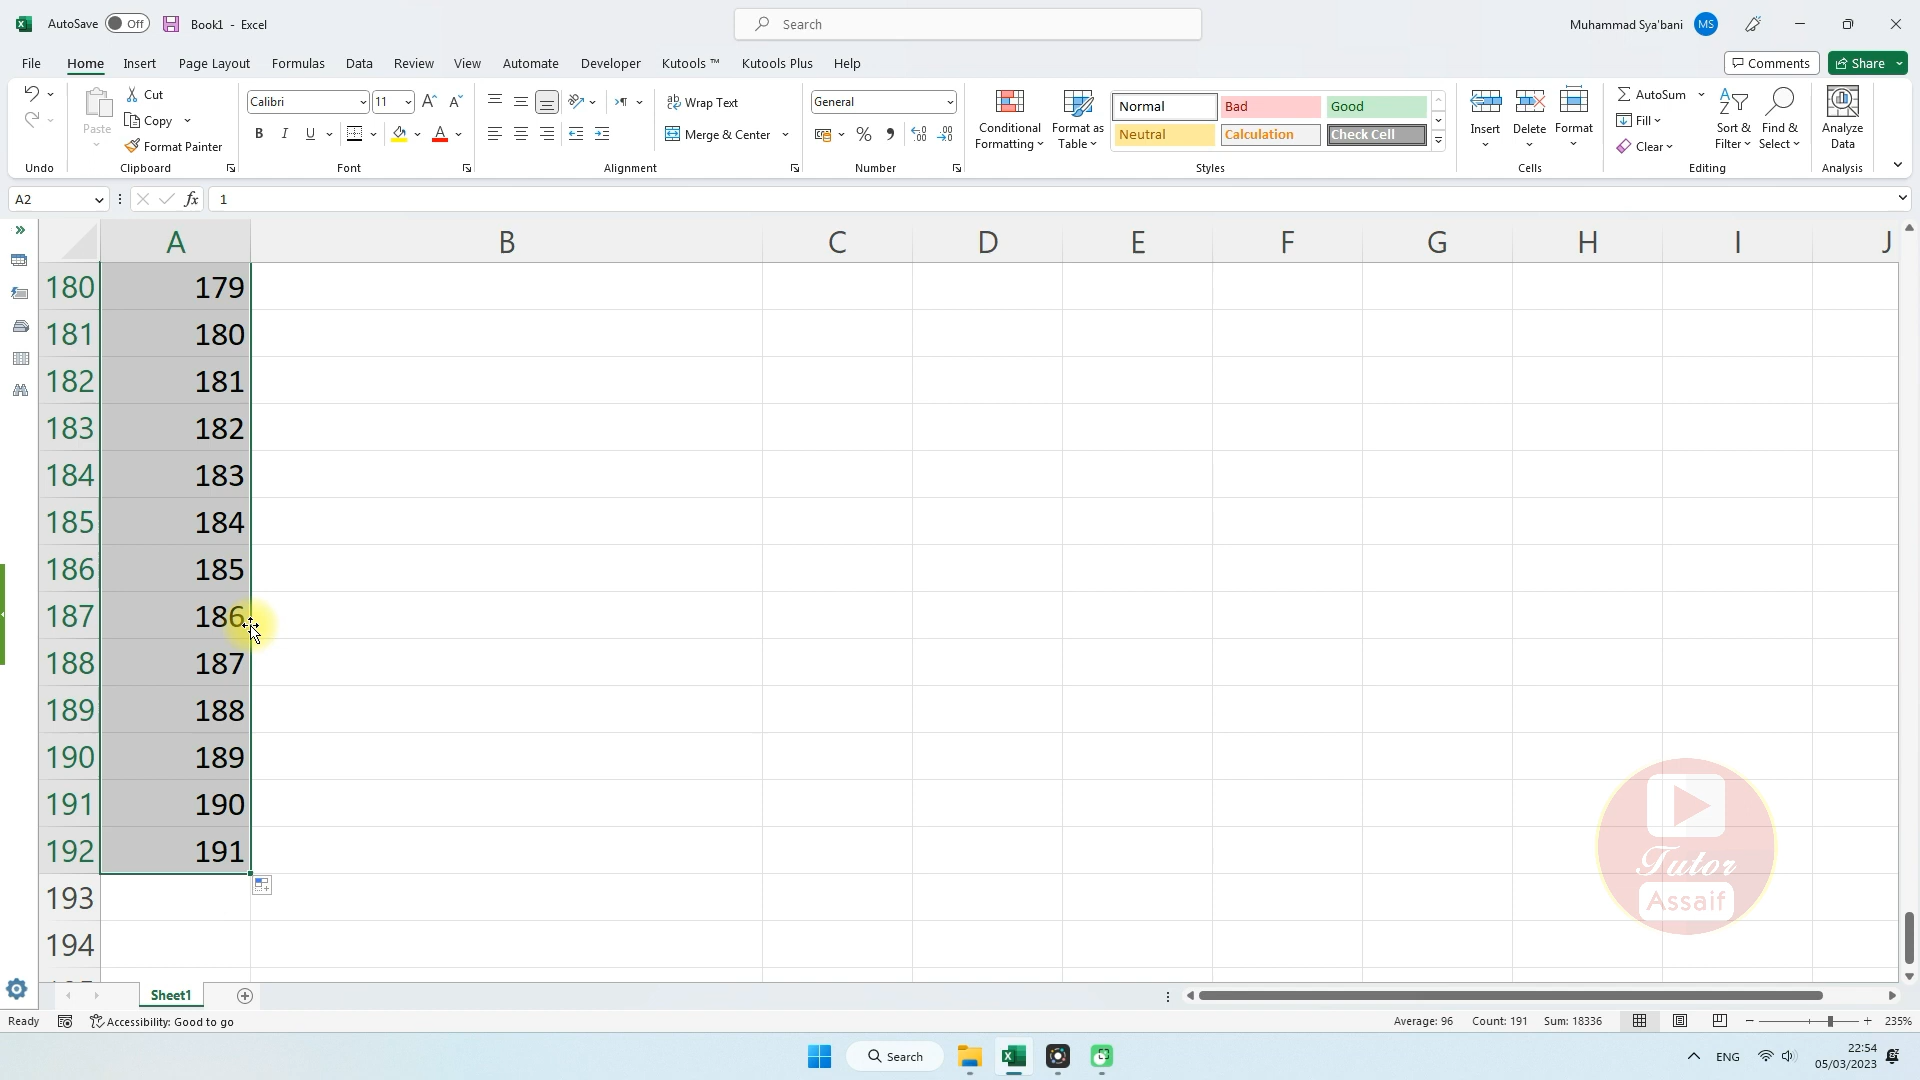 AutoSave Off Book1 - Excel Search Muhammad Sya'bani MS
File Home Insert Page Layout Formulas Data Review View Automate Developer Kutools ™ Kutools Plus Help Comments Share
Paste Cut Copy Format Painter
Calibri 11
B I U A
Wrap Text
Merge & Center
General
%
Conditional Formatting
Format as Table
Normal Bad Good
Neutral Calculation Check Cell
Insert Delete Format
AutoSum
Fill
Clear
Sort & Filter
Find & Select
Analyze Data
Undo Clipboard Font Alignment Number Styles Cells Editing Analysis
A2 fx 1
A B C D E F G H I J
180 179
181 180
182 181
183 182
184 183
185 184
186 185
187 186
188 187
189 188
190 189
191 190
192 191
193
194
Tutor
Assaif
Sheet1
Ready Accessibility: Good to go Average: 96 Count: 191 Sum: 18336 235%
Search ENG 22:54
05/03/2023